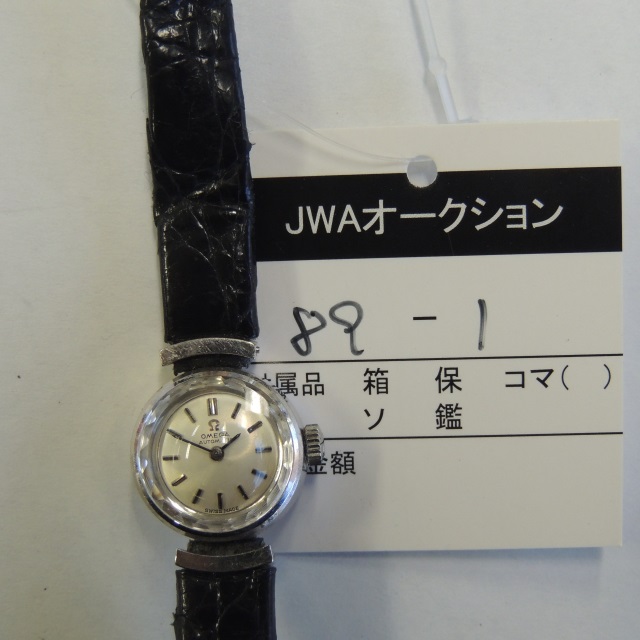 JWAオークション
89 - 1
属品 箱 保 コマ( )
ソ 鑑
金額
OMEGA
AUTOMATIC
SWISS MADE